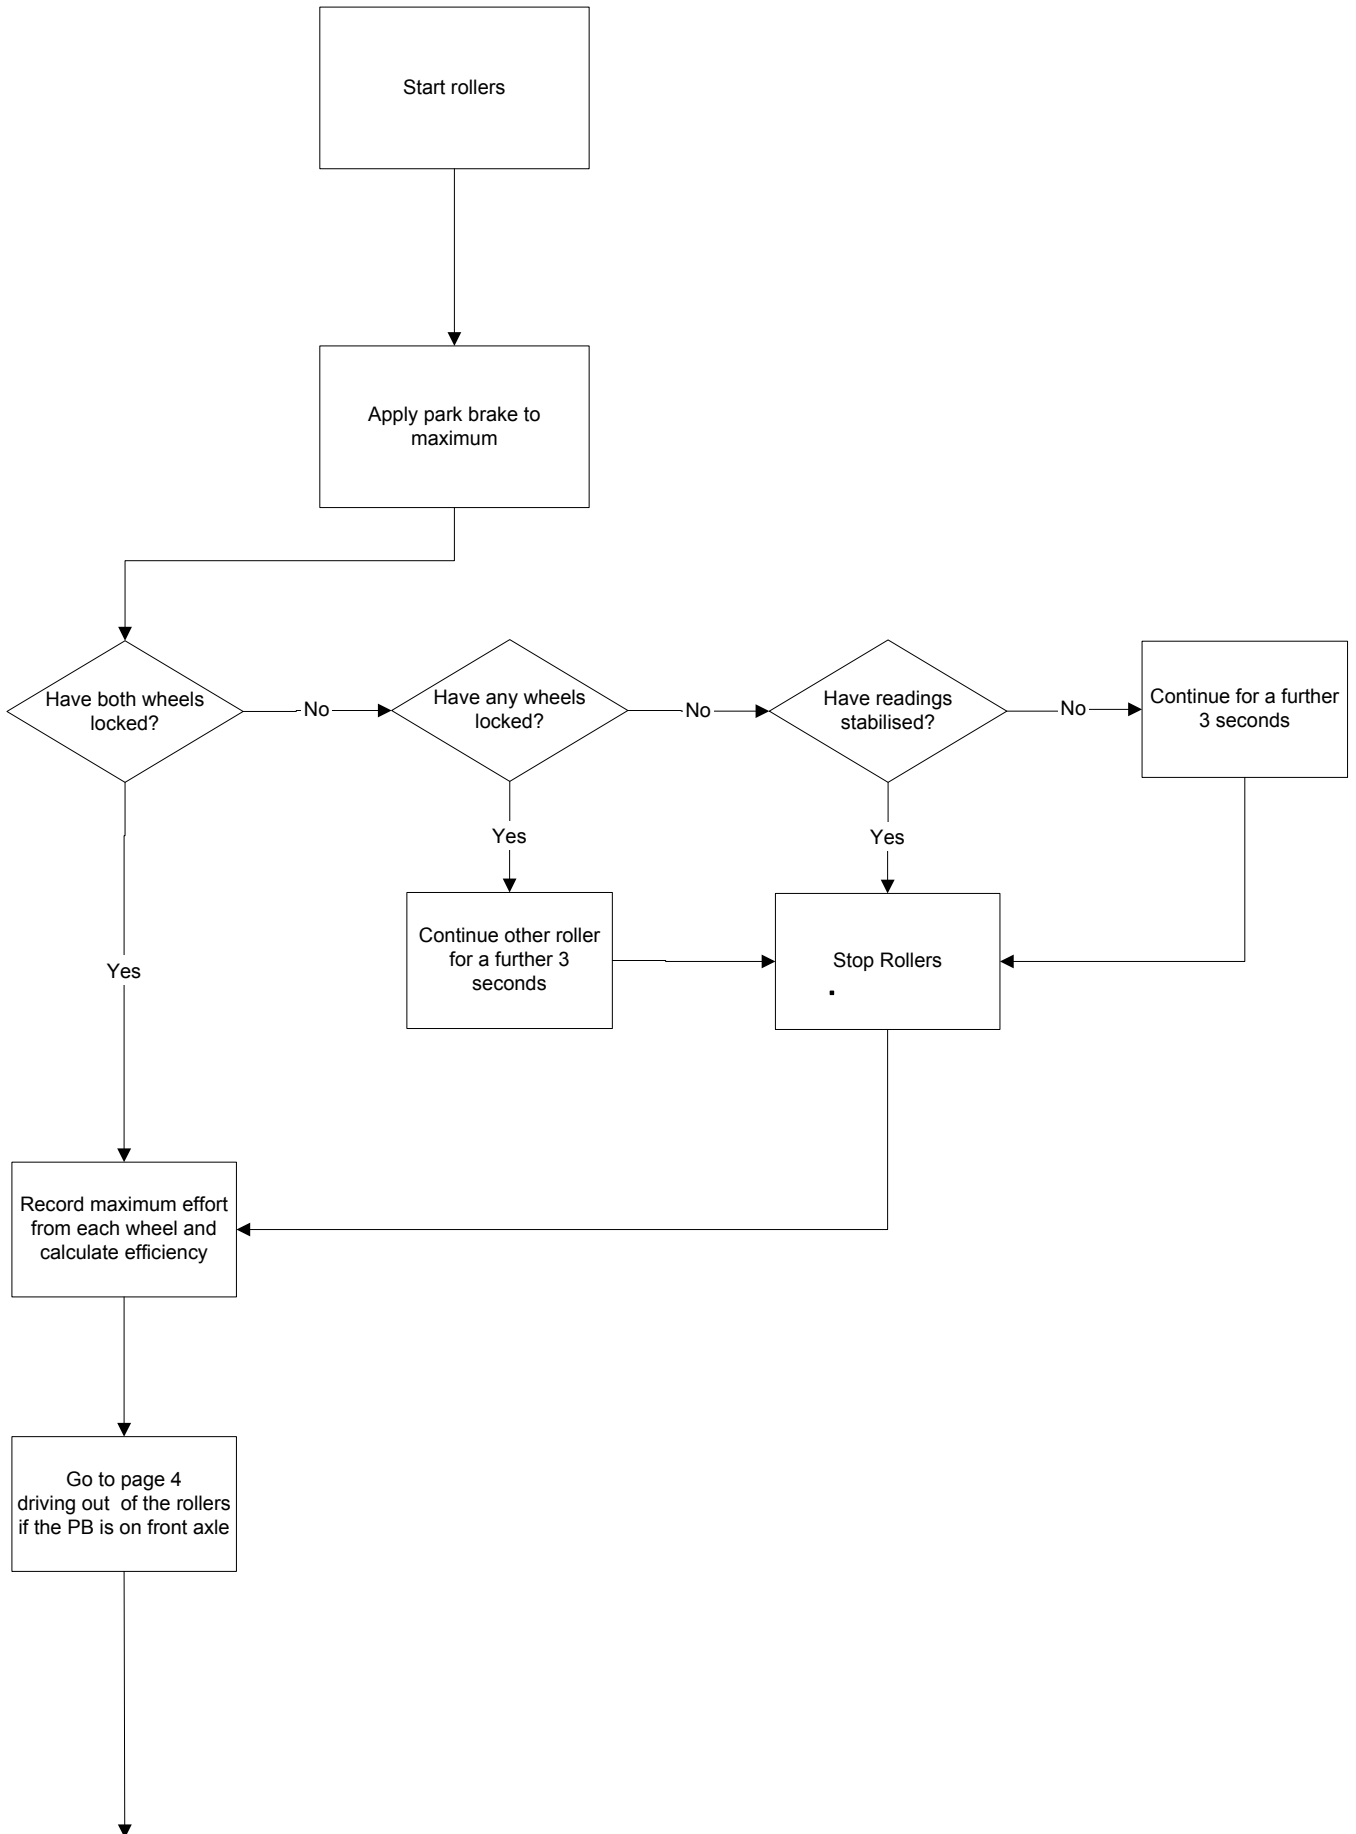 Start rollers
Apply park brake to
maximum
Have both wheels
locked?
No
Have any wheels
locked?
No
Have readings
stabilised?
No
Continue for a further
3 seconds
Yes
Yes
Yes
Continue other roller
for a further 3
seconds
Stop Rollers
.
Record maximum effort
from each wheel and
calculate efficiency
Go to page 4
driving out of the rollers
if the PB is on front axle